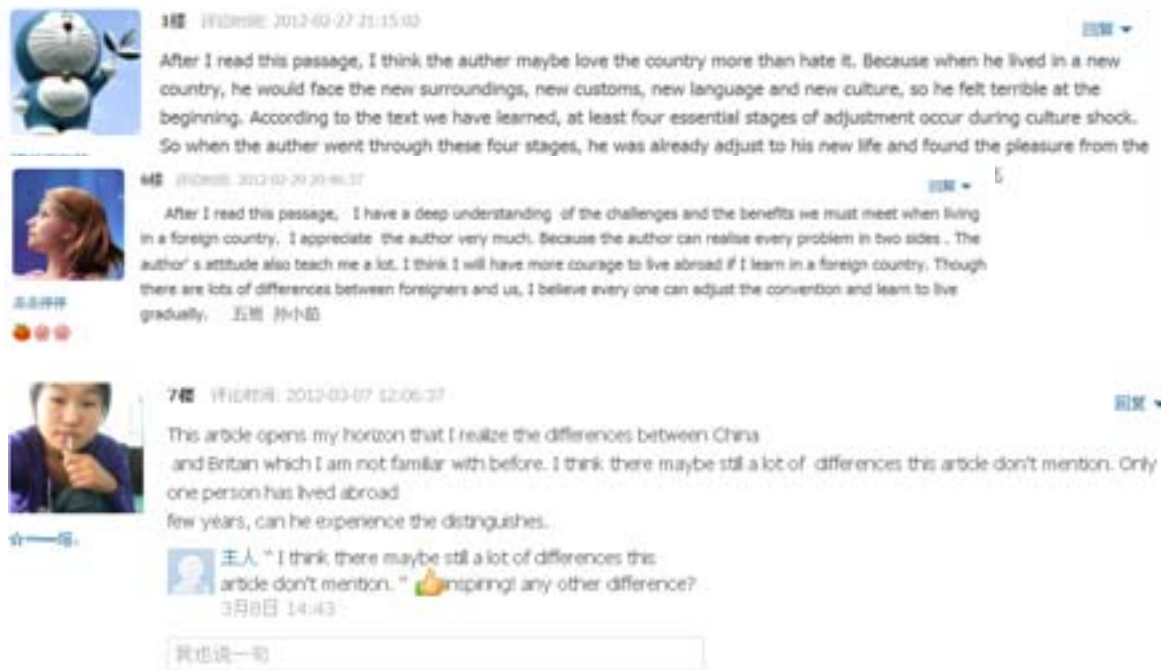 1楼 评论时间: 2012-02-27 21:15:02
回复
After I read this passage, I think the auther maybe love the country more than hate it. Because when he lived in a new
country, he would face the new surroundings, new customs, new language and new culture, so he felt terrible at the
beginning. According to the text we have learned, at least four essential stages of adjustment occur during culture shock.
So when the auther went through these four stages, he was already adjust to his new life and found the pleasure from the
6楼 评论时间: 2012-02-29 20:46:37
回复
After I read this passage, I have a deep understanding of the challenges and the benefits we must meet when living
in a foreign country. I appreciate the author very much. Because the author can realise every problem in two sides . The
author' s attitude also teach me a lot. I think I will have more courage to live abroad if I learn in a foreign country. Though
there are lots of differences between foreigners and us, I believe every one can adjust the convention and learn to live
gradually. 五班 孙小茹
7楼 评论时间: 2012-03-07 12:06:37
回复
This article opens my horizon that I realize the differences between China
and Britain which I am not familiar with before. I think there maybe still a lot of differences this article don't mention. Only
one person has lived abroad
few years, can he experience the distinguishes.
主人 " I think there maybe still a lot of differences this
article don't mention. " inspiring! any other difference?
3月8日 14:43
我也说一句